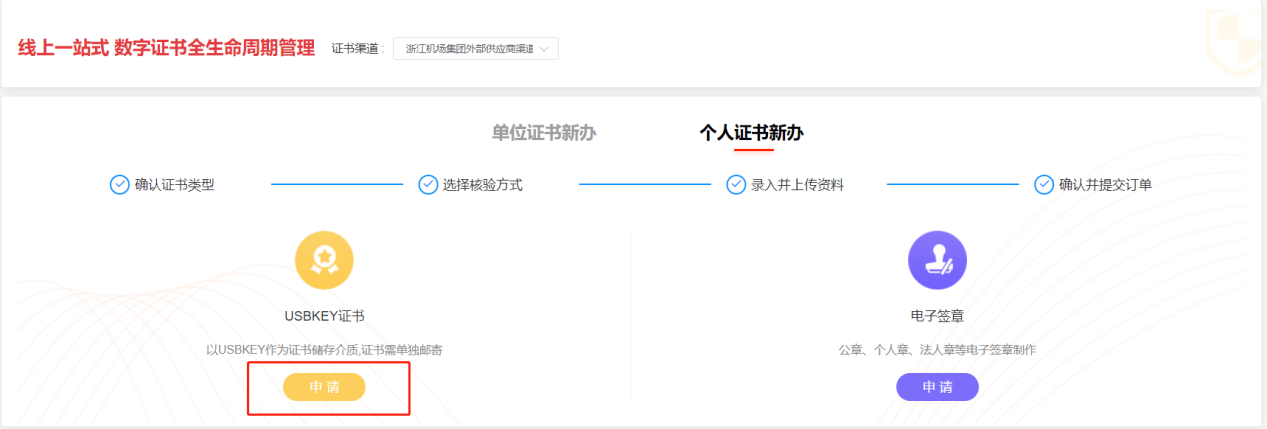 线上一站式 数字证书全生命周期管理 证书渠道: 浙江机场集团外部供应商渠道
单位证书新办 个人证书新办
确认证书类型 选择核验方式 录入并上传资料 确认并提交订单
USBKEY证书 电子签章
以USBKEY作为证书储存介质,证书需单独邮寄 公章、个人章、法人章等电子签章制作
申请 申请